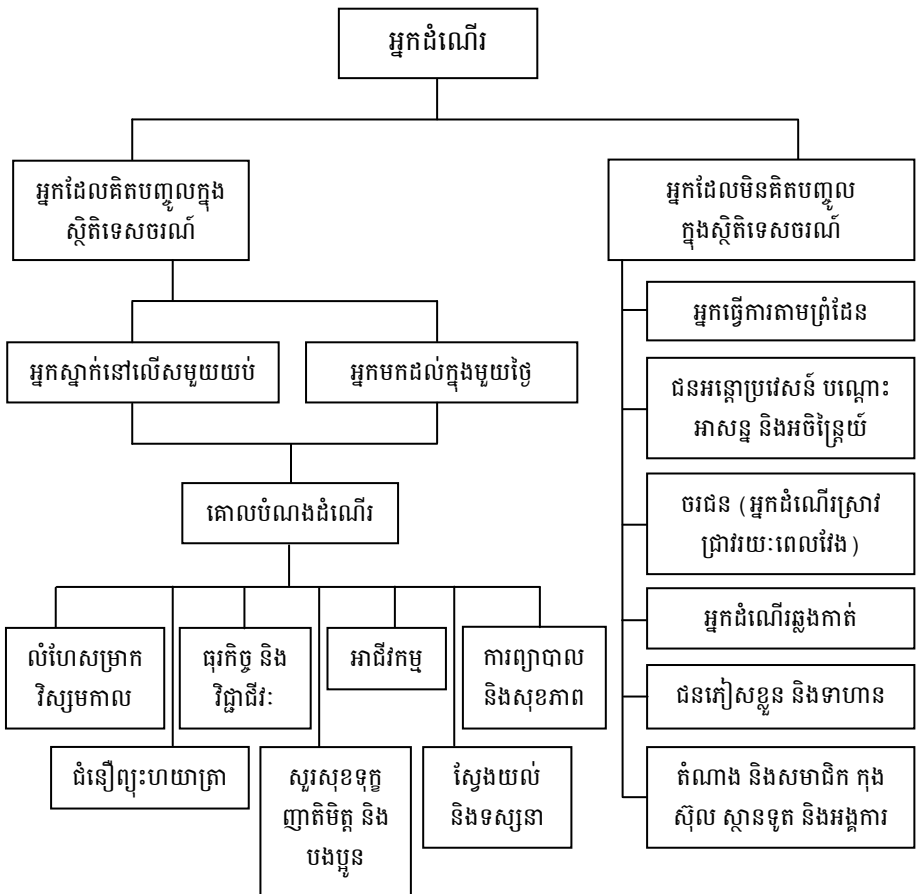 អ្នកដំណើរ
អ្នកដែលគិតបញ្ចូលក្នុង
ស្ថិតិទេសចរណ៍
អ្នកដែលមិនគិតបញ្ចូល
ក្នុងស្ថិតិទេសចរណ៍
អ្នកស្នាក់នៅលើសមួយយប់
អ្នកមកដល់ក្នុងមួយថ្ងៃ
គោលបំណងដំណើរ
លំហែសម្រាក
វិស្សមកាល
ធុរកិច្ច និង
វិជ្ជាជីវៈ
អាជីវកម្ម
ការព្យាបាល
និងសុខភាព
ជំនឿព្យុះហយាត្រា
សួរសុខទុក្ខ
ញាតិមិត្ត និង
បងប្អូន
ស្វែងយល់
និងទស្សនា
អ្នកធ្វើការតាមព្រំដែន
ជនអន្តោប្រវេសន៍ បណ្តោះ
អាសន្ន និងអចិន្ត្រៃយ៍
ចរជន (អ្នកដំណើរស្រាវ
ជ្រាវរយៈពេលវែង)
អ្នកដំណើរឆ្លងកាត់
ជនភៀសខ្លួន និងទាហាន
តំណាង និងសមាជិក កុង
ស៊ុល ស្ថានទូត និងអង្គការ